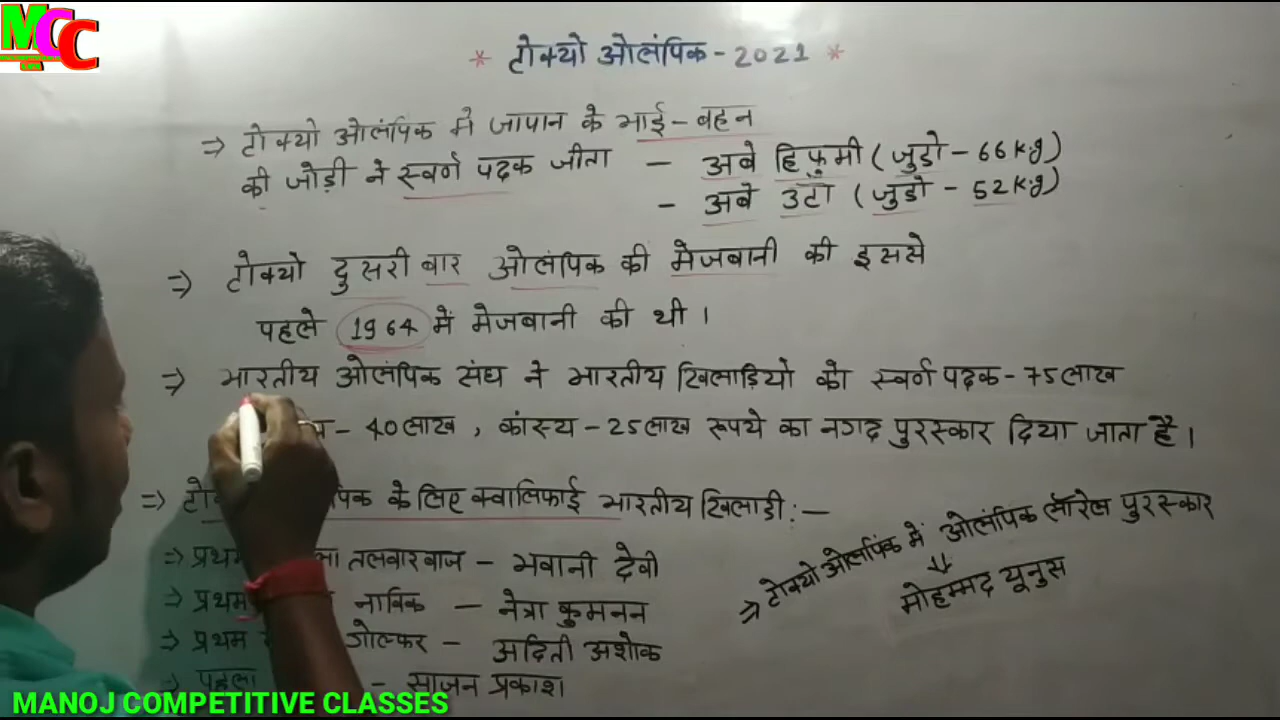 MCC
* टोक्यो ओलंपिक - 2021 *
⇒ टोक्यो ओलंपिक मे जापान के भाई - बहन
की जोड़ी ने स्वर्ण पदक जीता - अबे हिफुमी ( जुडो - 66 k.g)
- अबे उटा ( जुडो - 52 k.g)
⇒ टोक्यो दुसरी बार ओलंपिक की मेजबानी की इससे
पहले 1964 में मेजबानी की थी ।
⇒ भारतीय ओलंपिक संघ ने भारतीय खिलाड़ियो को स्वर्ण पदक - 75 लाख
- 40 लाख , कांस्य - 25 लाख रूपये का नगद पुरस्कार दिया जाता है ।
⇒ के लिए क्वालिफाई भारतीय खिलाडी : -
⇒ प्रथम तलवारबाज - भवानी देवी
⇒ प्रथम नाविक - नेत्रा कुमनन
⇒ प्रथम गोल्फर - अदिती अशोक
⇒ पहला - साजन प्रकाश
⇒ टोक्यो ओलंपिक में ओलंपिक लॉरेल पुरस्कार
⇓
मोहम्मद यूनुस
MANOJ COMPETITIVE CLASSES